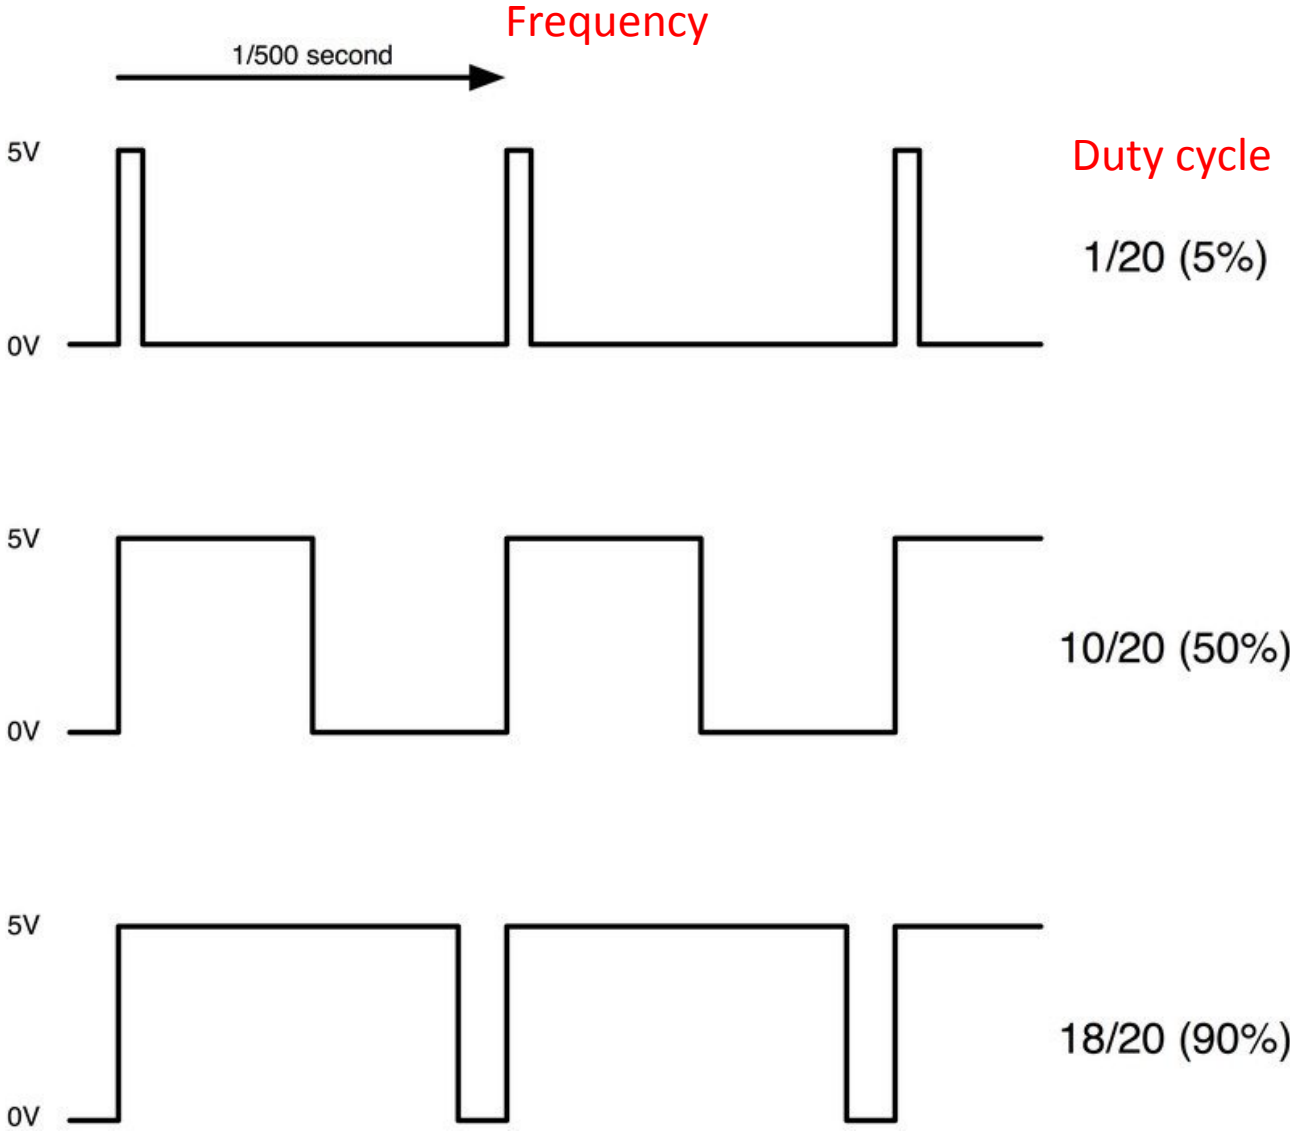 Frequency
1/500 second
5V
Duty cycle
1/20 (5%)
0V
5V
10/20 (50%)
0V
5V
18/20 (90%)
0V